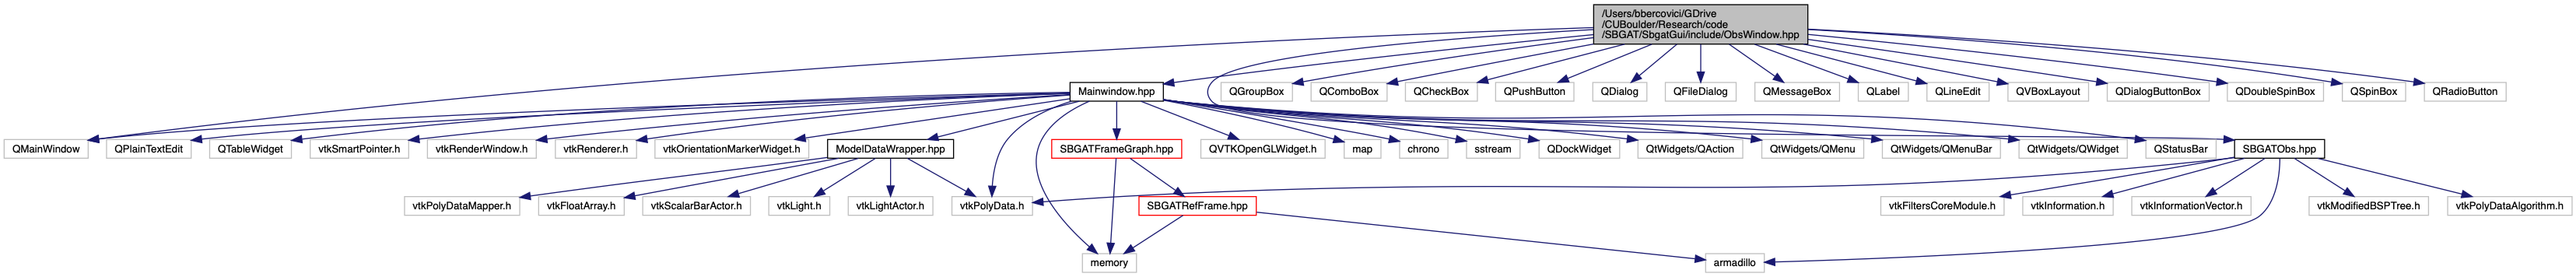 /Users/bbercovici/GDrive
/CUBoulder/Research/code
/SBGAT/SbgatGui/include/ObsWindow.hpp
Mainwindow.hpp
QGroupBox
QComboBox
QCheckBox
QPushButton
QDialog
QFileDialog
QMessageBox
QLabel
QLineEdit
QVBoxLayout
QDialogButtonBox
QDoubleSpinBox
QSpinBox
QRadioButton
QMainWindow
QPlainTextEdit
QTableWidget
vtkSmartPointer.h
vtkRenderWindow.h
vtkRenderer.h
vtkOrientationMarkerWidget.h
ModelDataWrapper.hpp
SBGATFrameGraph.hpp
QVTKOpenGLWidget.h
map
chrono
sstream
QDockWidget
QtWidgets/QAction
QtWidgets/QMenu
QtWidgets/QMenuBar
QtWidgets/QWidget
QStatusBar
SBGATObs.hpp
vtkPolyDataMapper.h
vtkFloatArray.h
vtkScalarBarActor.h
vtkLight.h
vtkLightActor.h
vtkPolyData.h
SBGATRefFrame.hpp
vtkFiltersCoreModule.h
vtkInformation.h
vtkInformationVector.h
vtkModifiedBSPTree.h
vtkPolyDataAlgorithm.h
memory
armadillo